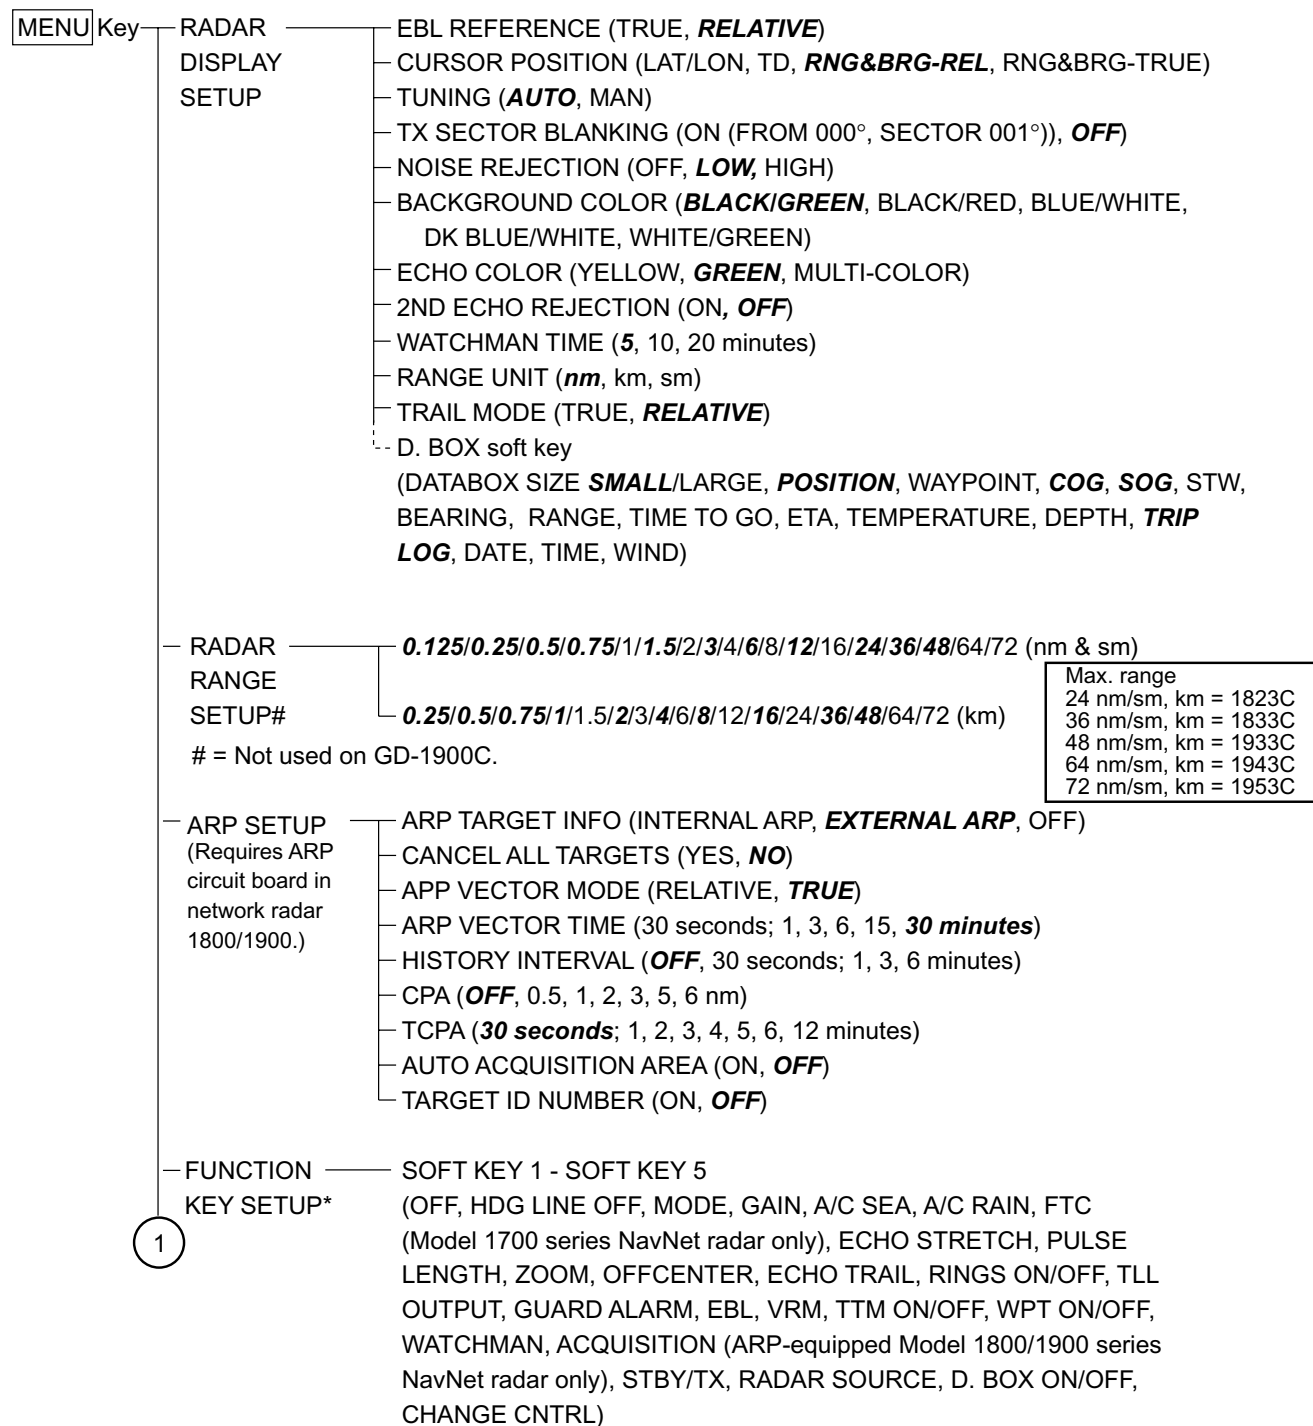 MENU Key
RADAR
DISPLAY
SETUP
EBL REFERENCE (TRUE, RELATIVE)
CURSOR POSITION (LAT/LON, TD, RNG&BRG-REL, RNG&BRG-TRUE)
TUNING (AUTO, MAN)
TX SECTOR BLANKING (ON (FROM 000°, SECTOR 001°)), OFF)
NOISE REJECTION (OFF, LOW, HIGH)
BACKGROUND COLOR (BLACK/GREEN, BLACK/RED, BLUE/WHITE,
DK BLUE/WHITE, WHITE/GREEN)
ECHO COLOR (YELLOW, GREEN, MULTI-COLOR)
2ND ECHO REJECTION (ON, OFF)
WATCHMAN TIME (5, 10, 20 minutes)
RANGE UNIT (nm, km, sm)
TRAIL MODE (TRUE, RELATIVE)
D. BOX soft key
(DATABOX SIZE SMALL/LARGE, POSITION, WAYPOINT, COG, SOG, STW,
BEARING, RANGE, TIME TO GO, ETA, TEMPERATURE, DEPTH, TRIP
LOG, DATE, TIME, WIND)
RADAR
RANGE
SETUP#
# = Not used on GD-1900C.
0.125/0.25/0.5/0.75/1/1.5/2/3/4/6/8/12/16/24/36/48/64/72 (nm & sm)
0.25/0.5/0.75/1/1.5/2/3/4/6/8/12/16/24/36/48/64/72 (km)
Max. range
24 nm/sm, km = 1823C
36 nm/sm, km = 1833C
48 nm/sm, km = 1933C
64 nm/sm, km = 1943C
72 nm/sm, km = 1953C
ARP SETUP
(Requires ARP
circuit board in
network radar
1800/1900.)
ARP TARGET INFO (INTERNAL ARP, EXTERNAL ARP, OFF)
CANCEL ALL TARGETS (YES, NO)
APP VECTOR MODE (RELATIVE, TRUE)
ARP VECTOR TIME (30 seconds; 1, 3, 6, 15, 30 minutes)
HISTORY INTERVAL (OFF, 30 seconds; 1, 3, 6 minutes)
CPA (OFF, 0.5, 1, 2, 3, 5, 6 nm)
TCPA (30 seconds; 1, 2, 3, 4, 5, 6, 12 minutes)
AUTO ACQUISITION AREA (ON, OFF)
TARGET ID NUMBER (ON, OFF)
FUNCTION
KEY SETUP*
SOFT KEY 1 - SOFT KEY 5
(OFF, HDG LINE OFF, MODE, GAIN, A/C SEA, A/C RAIN, FTC
(Model 1700 series NavNet radar only), ECHO STRETCH, PULSE
LENGTH, ZOOM, OFFCENTER, ECHO TRAIL, RINGS ON/OFF, TLL
OUTPUT, GUARD ALARM, EBL, VRM, TTM ON/OFF, WPT ON/OFF,
WATCHMAN, ACQUISITION (ARP-equipped Model 1800/1900 series
NavNet radar only), STBY/TX, RADAR SOURCE, D. BOX ON/OFF,
CHANGE CNTRL)
1